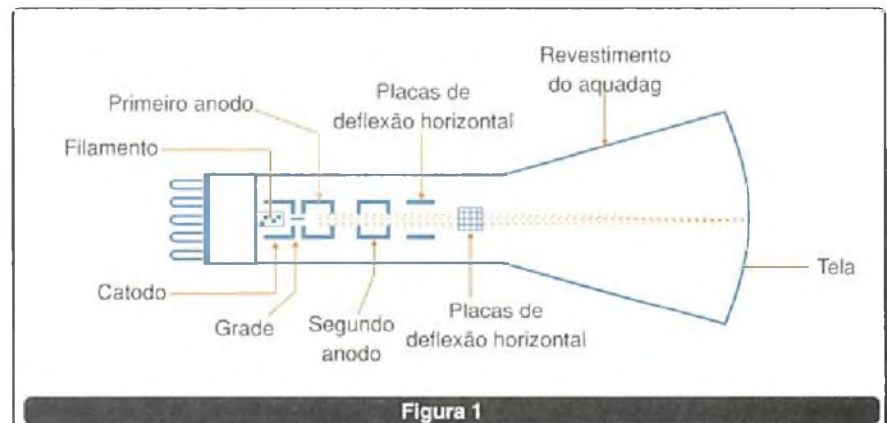 Revestimento
do aquadag
Placas de
deflexão horizontal
Primeiro anodo
Filamento
Tela
Catodo
Grade
Segundo
anodo
Placas de
deflexão horizontal
Figura 1